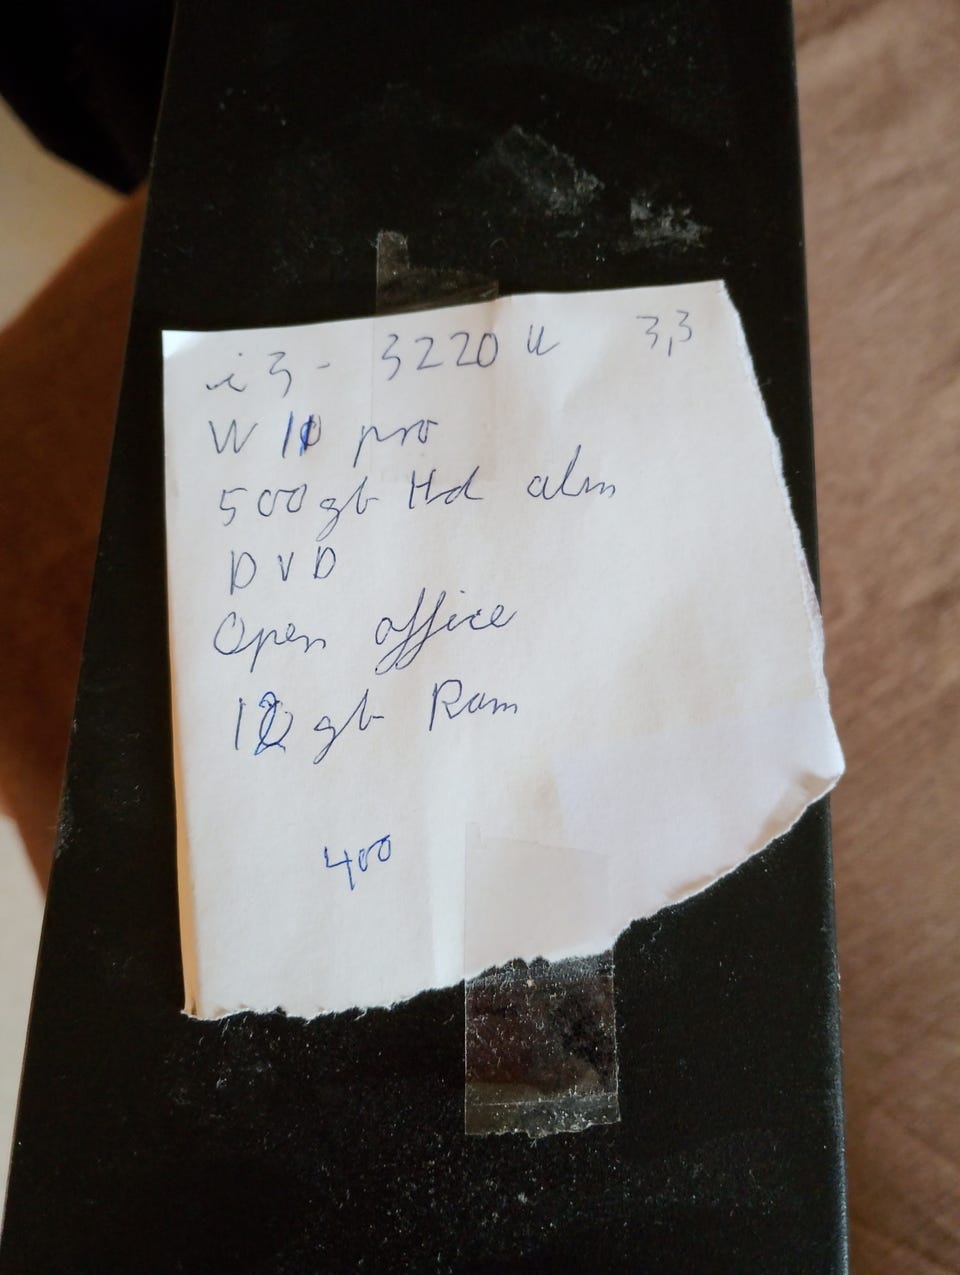 i3- 3220 u 3,3
W 10 pro
500gb Hd alm
DVD
Open office
12 gb Ram
400